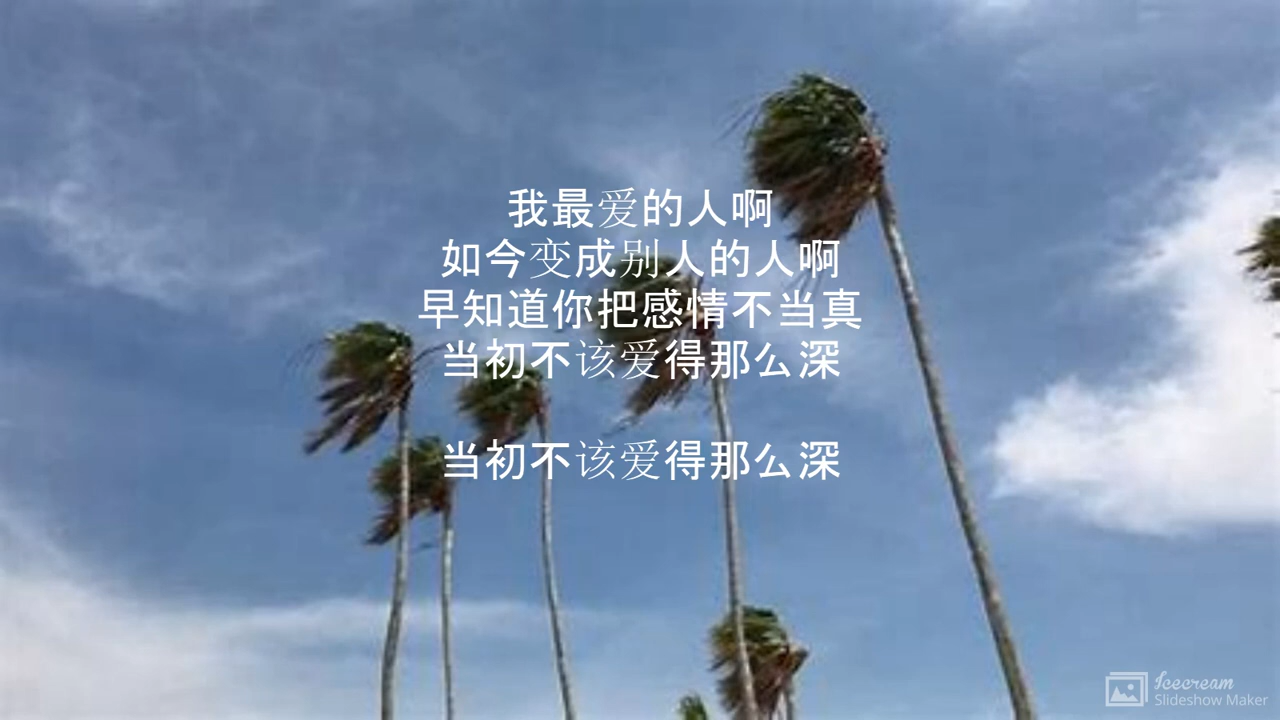 我最爱的人啊
如今变成别人的人啊
早知道你把感情不当真
当初不该爱得那么深
当初不该爱得那么深
Icecream
Slideshow Maker